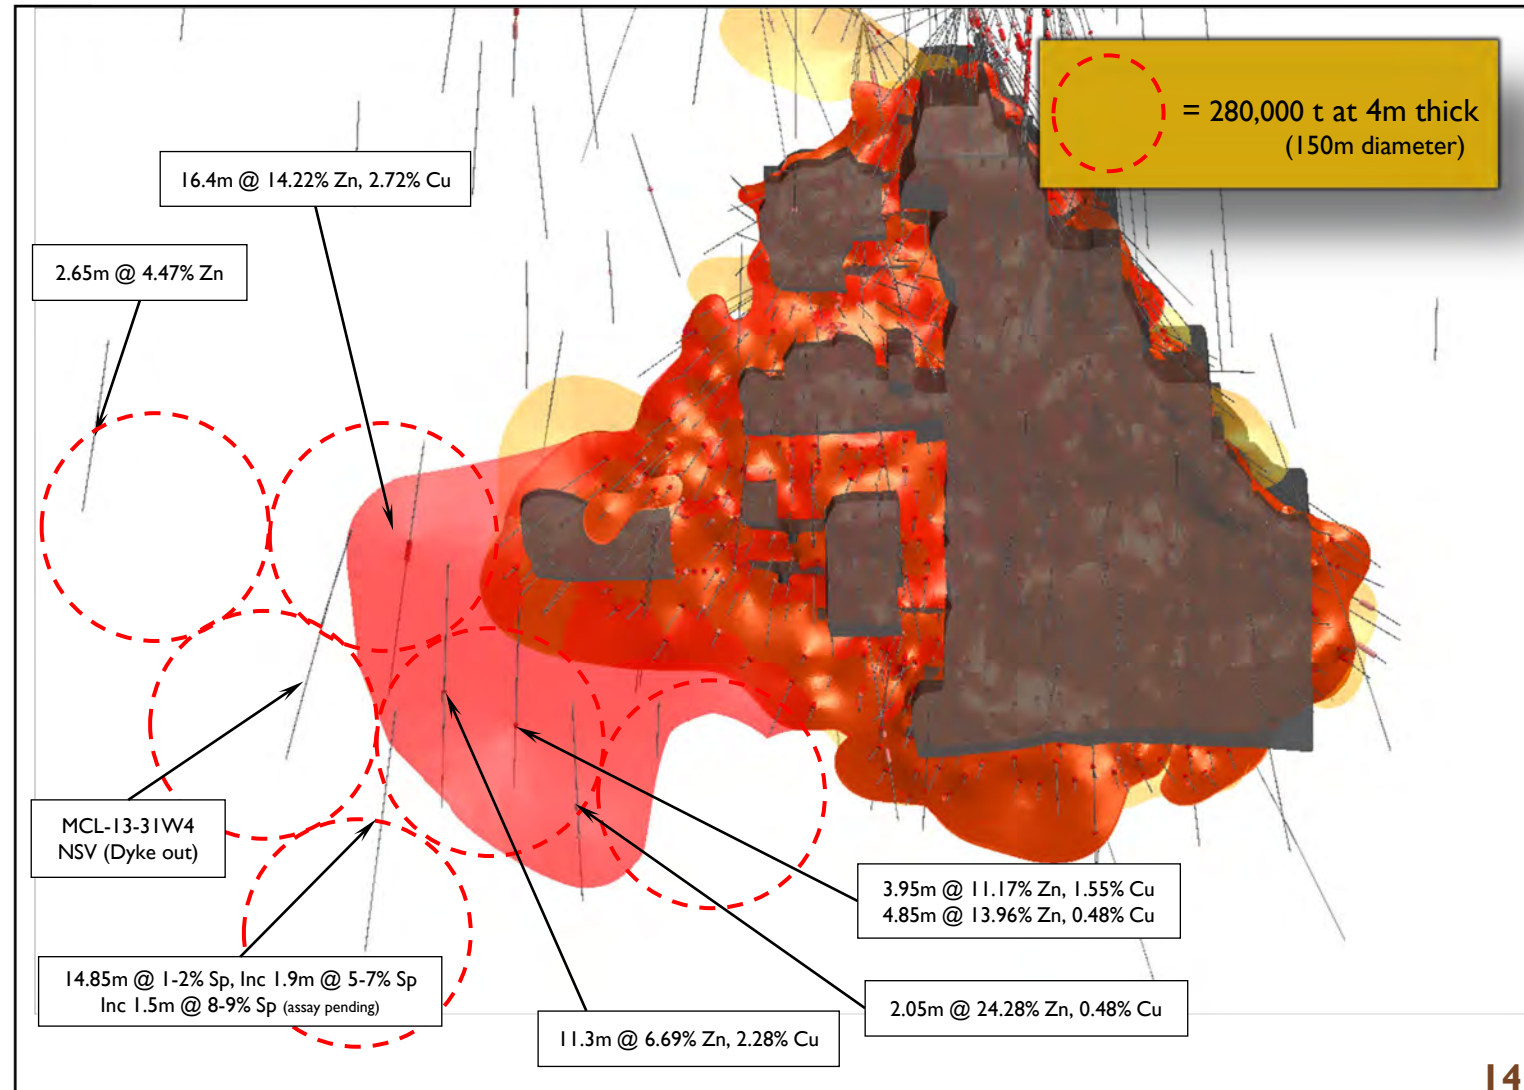 = 280,000 t at 4m thick
(150m diameter)
16.4m @ 14.22% Zn, 2.72% Cu
2.65m @ 4.47% Zn
MCL-13-31W4
NSV (Dyke out)
3.95m @ 11.17% Zn, 1.55% Cu
4.85m @ 13.96% Zn, 0.48% Cu
14.85m @ 1-2% Sp, Inc 1.9m @ 5-7% Sp
Inc 1.5m @ 8-9% Sp (assay pending)
2.05m @ 24.28% Zn, 0.48% Cu
11.3m @ 6.69% Zn, 2.28% Cu
14